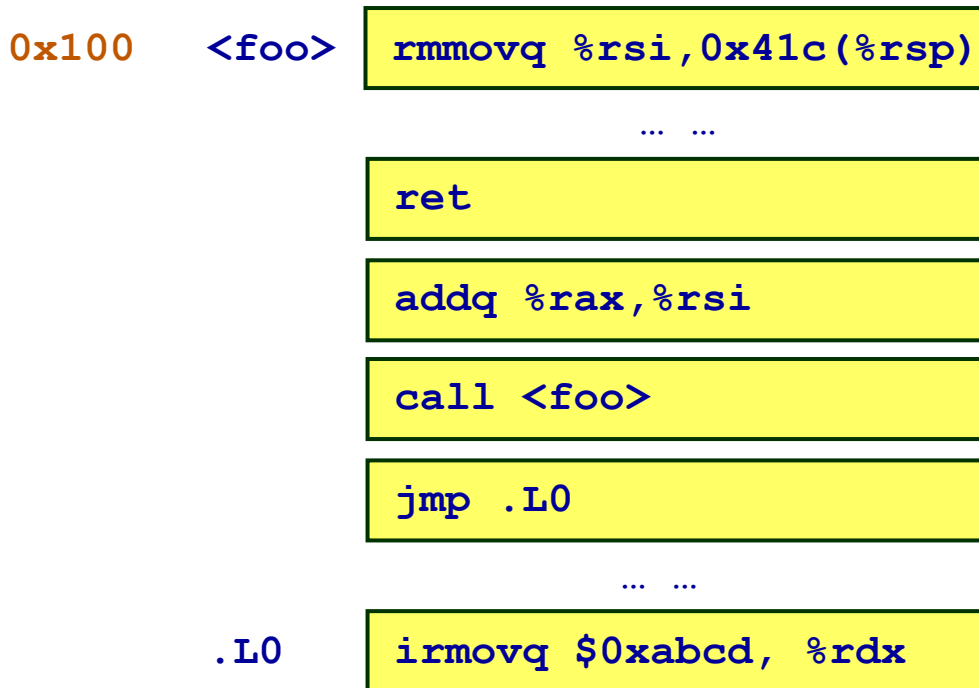 0x100 <foo> rmmovq %rsi,0x41c(%rsp)
… …
ret
addq %rax,%rsi
call <foo>
jmp .L0
… …
.L0 irmovq $0xabcd, %rdx